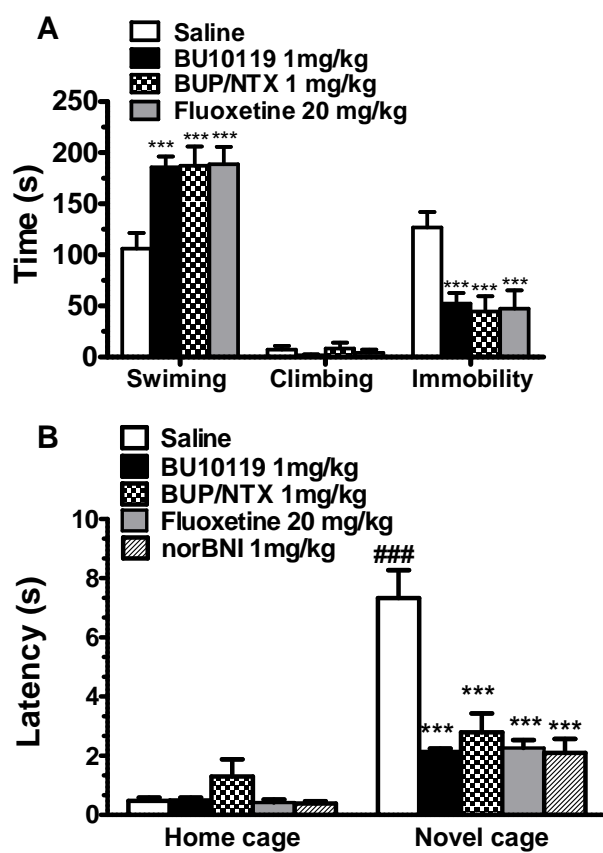 A
Saline
BU10119 1mg/kg
BUP/NTX 1 mg/kg
Fluoxetine 20 mg/kg
Time (s)
250
200
150
100
50
0
*** *** ***
*** *** ***
Swiming Climbing Immobility
B
Saline
BU10119 1mg/kg
BUP/NTX 1mg/kg
Fluoxetine 20 mg/kg
norBNI 1mg/kg
Latency (s)
10
8
6
4
2
0
###
*** *** *** ***
Home cage Novel cage